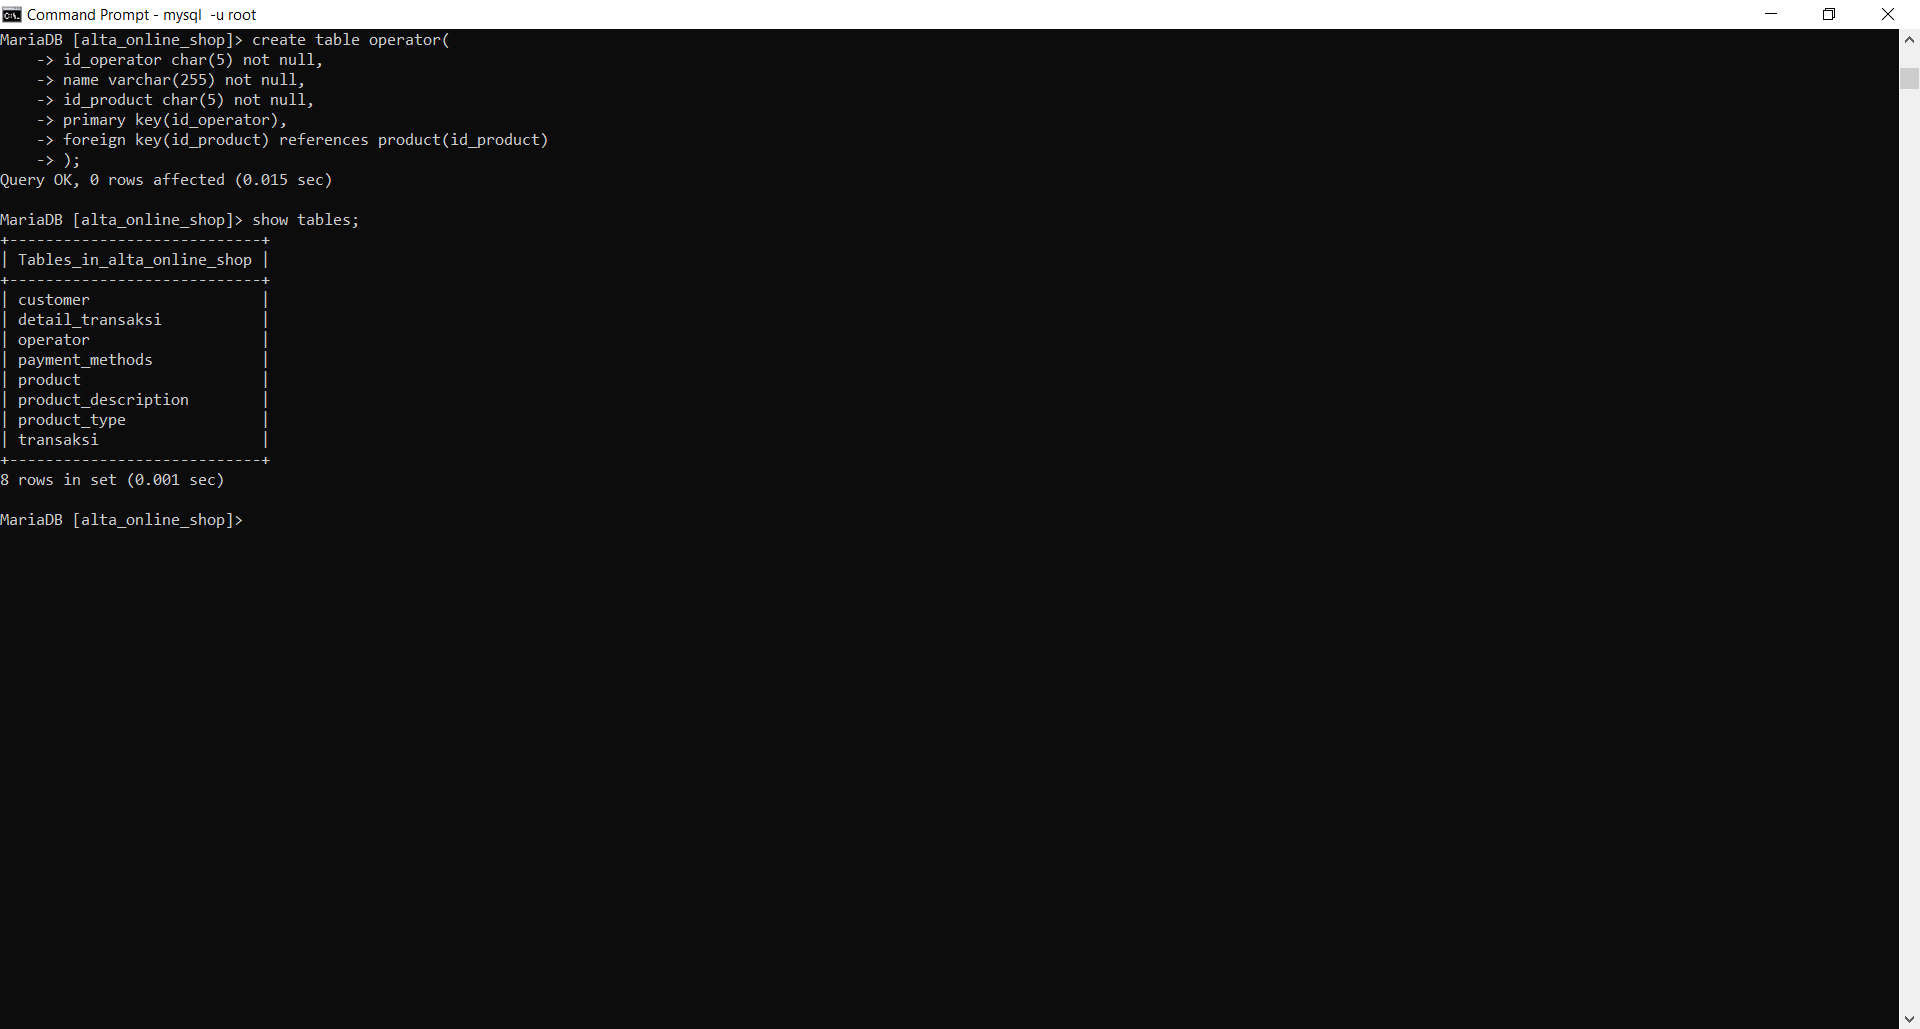 Command Prompt - mysql  -u root
MariaDB [alta_online_shop]> create table operator(
    -> id_operator char(5) not null,
    -> name varchar(255) not null,
    -> id_product char(5) not null,
    -> primary key(id_operator),
    -> foreign key(id_product) references product(id_product)
    -> );
Query OK, 0 rows affected (0.015 sec)
MariaDB [alta_online_shop]> show tables;
+----------------------------+
| Tables_in_alta_online_shop |
+----------------------------+
| customer                   |
| detail_transaksi           |
| operator                   |
| payment_methods            |
| product                    |
| product_description        |
| product_type               |
| transaksi                  |
+----------------------------+
8 rows in set (0.001 sec)
MariaDB [alta_online_shop]>